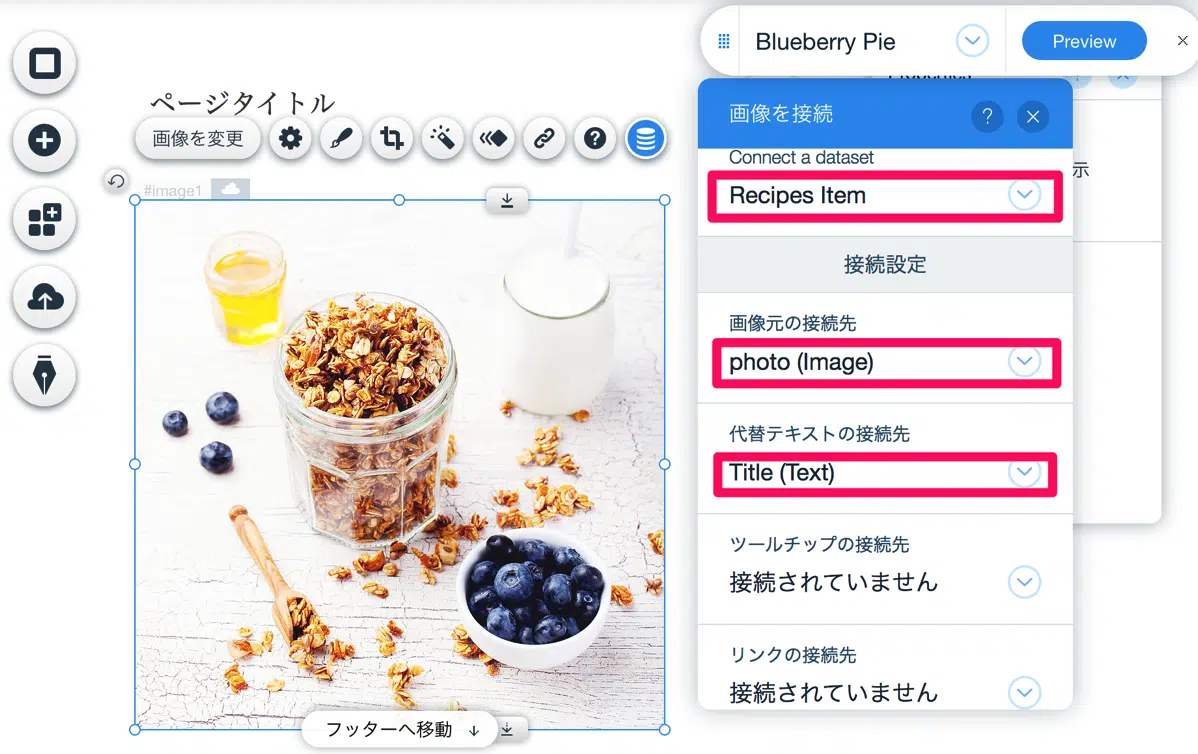 Blueberry Pie
Preview
Properties
ページタイトル
画像を変更
#image1
画像を接続
?
Connect a dataset
Recipes Item
示
接続設定
画像元の接続先
photo (Image)
代替テキストの接続先
Title (Text)
ツールチップの接続先
接続されていません
リンクの接続先
接続されていません
フッターへ移動 ↓